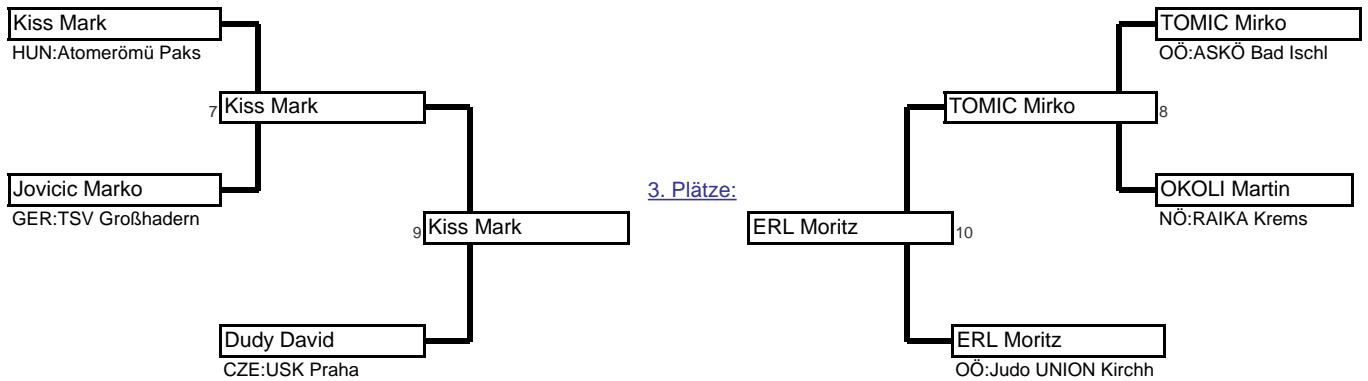 Kiss Mark
HUN:Atomerömü Paks
7 Kiss Mark
Jovicic Marko
GER:TSV Großhadern
9 Kiss Mark
Dudy David
CZE:USK Praha
3. Plätze:
TOMIC Mirko
OÖ:ASKÖ Bad Ischl
TOMIC Mirko 8
OKOLI Martin
NÖ:RAIKA Krems
ERL Moritz 10
ERL Moritz
OÖ:Judo UNION Kirchh